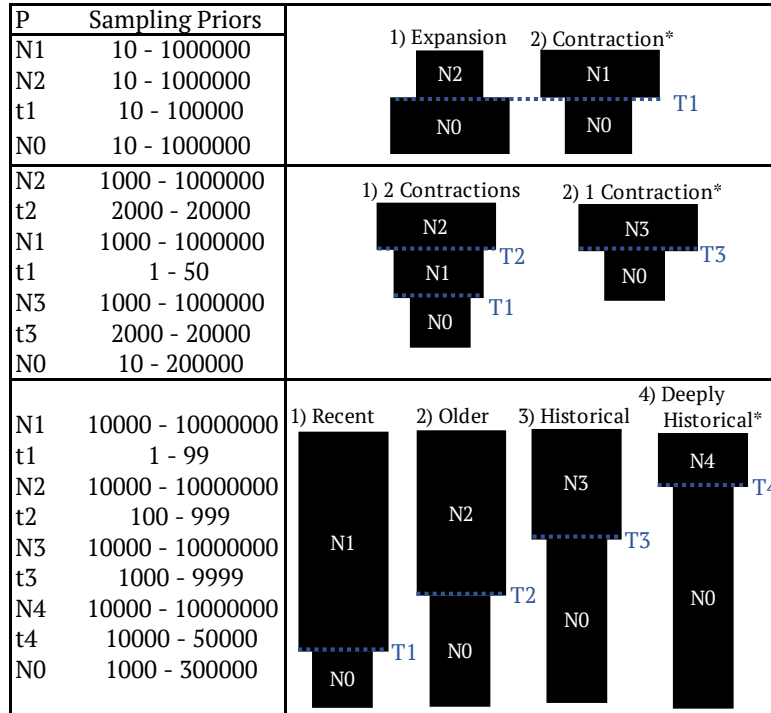 P Sampling Priors
N1 10 - 1000000
N2 10 - 1000000
t1 10 - 100000
N0 10 - 1000000
1) Expansion 2) Contraction*
N2 N1
T1
N0 N0
N2 1000 - 1000000
t2 2000 - 20000
N1 1000 - 1000000
t1 1 - 50
N3 1000 - 1000000
t3 2000 - 20000
N0 10 - 200000
1) 2 Contractions 2) 1 Contraction*
N2 N3
T2 T3
N1 N0
T1
N0
N1 10000 - 10000000
t1 1 - 99
N2 10000 - 10000000
t2 100 - 999
N3 10000 - 10000000
t3 1000 - 9999
N4 10000 - 10000000
t4 10000 - 50000
N0 1000 - 300000
4) Deeply
1) Recent 2) Older 3) Historical Historical*
N4
N3 T4
N2
N1 T3
T2 N0
N0
T1 N0
N0